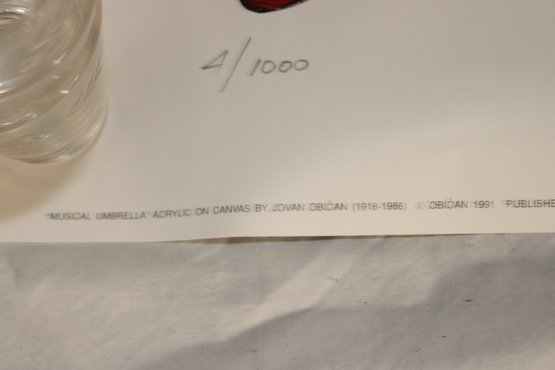 4/1000
"MUSICAL UMBRELLA" ACRYLIC ON CANVAS BY JOVAN OBIĆAN (1918-1986) © OBIĆAN 1991 PUBLISHE